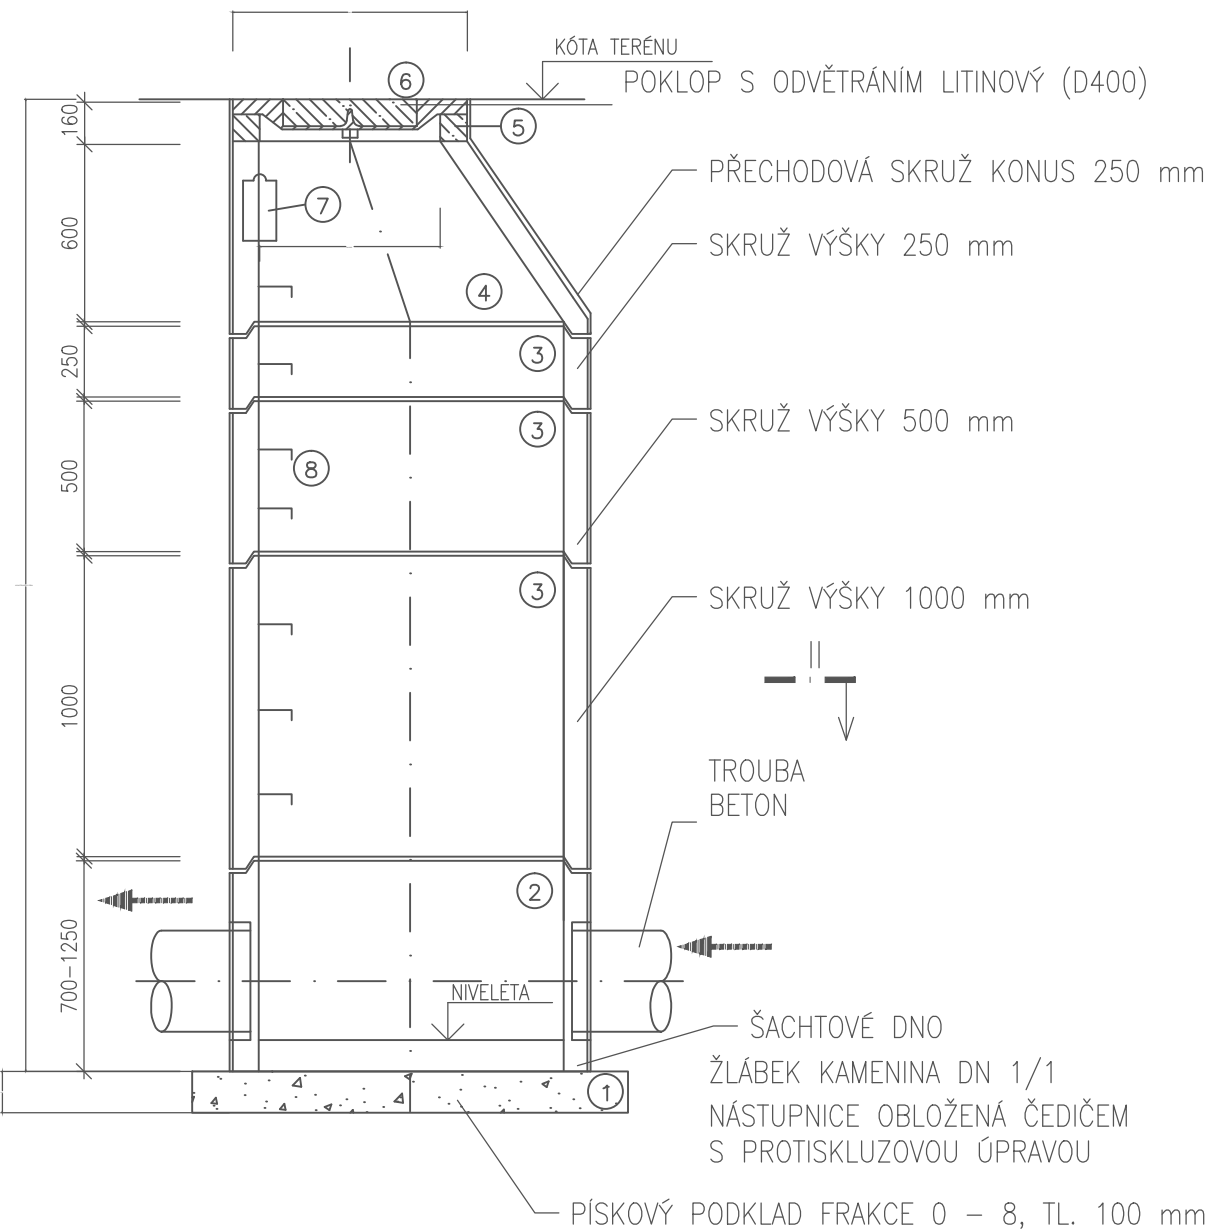 KÓTA TERÉNU
POKLOP S ODVĚTRÁNÍM LITINOVÝ (D400)
6
160
5
PŘECHODOVÁ SKRUŽ KONUS 250 mm
7
600
SKRUŽ VÝŠKY 250 mm
4
250
3
SKRUŽ VÝŠKY 500 mm
3
500
8
3
SKRUŽ VÝŠKY 1000 mm
II
1000
TROUBA
BETON
2
700-1250
NIVELETA
ŠACHTOVÉ DNO
ŽLÁBEK KAMENINA DN 1/1
1
NÁSTUPNICE OBLOŽENÁ ČEDIČEM
S PROTISKLUZOVOU ÚPRAVOU
PÍSKOVÝ PODKLAD FRAKCE 0 – 8, TL. 100 mm